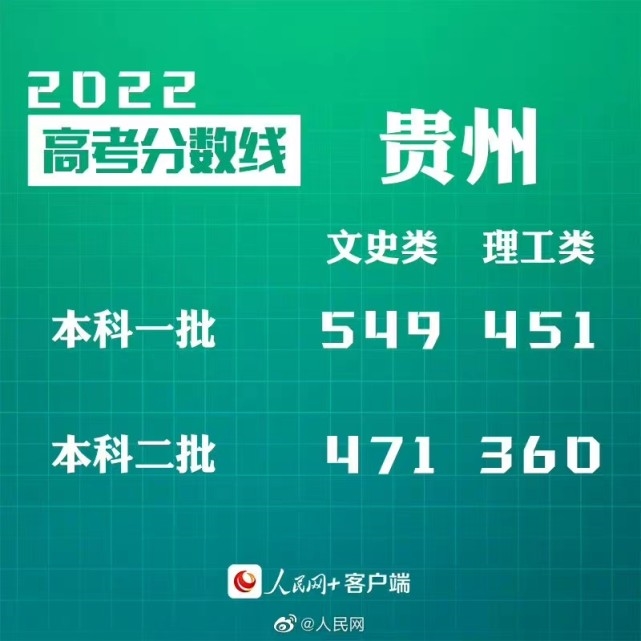 2022
高考分数线
贵州
文史类 理工类
本科一批 549 451
本科二批 471 360
人民网+客户端
@人民网